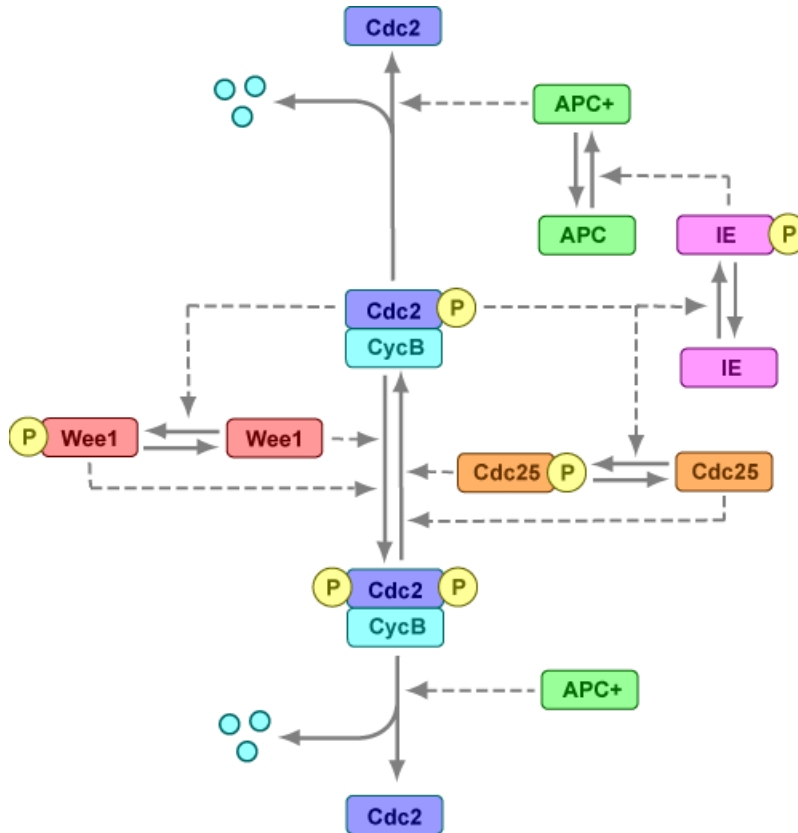 Cdc2
APC+
APC
IE P
Cdc2 P
CycB
IE
P Wee1
Wee1
Cdc25 P
Cdc25
P Cdc2 P
CycB
APC+
Cdc2